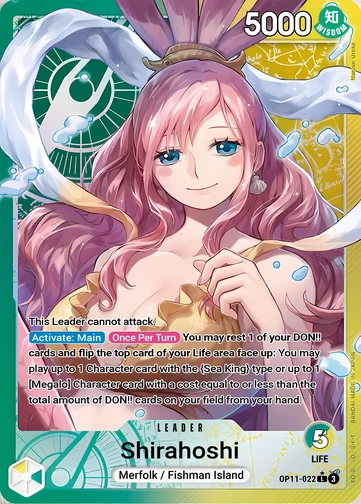 5000
知
WISDOM
This Leader cannot attack.
Activate: Main Once Per Turn You may rest 1 of your DON!!
cards and flip the top card of your Life area face up: You may
play up to 1 Character card with the {Sea King} type or up to 1
[Megalo] Character card with a cost equal to or less than the
total amount of DON!! cards on your field from your hand.
LEADER
Shirahoshi
Merfolk / Fishman Island
5
LIFE
OP11-022 L 3